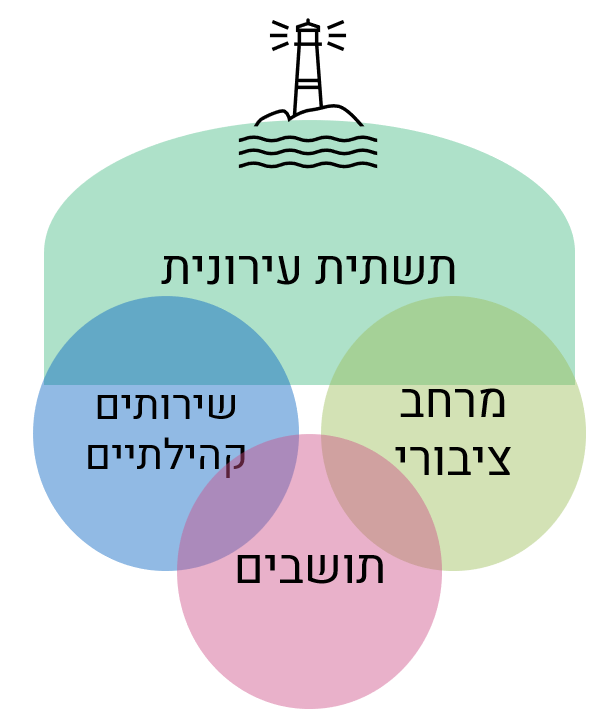 תשתית עירונית
מרחב
ציבורי
שירותים
קהילתיים
תושבים